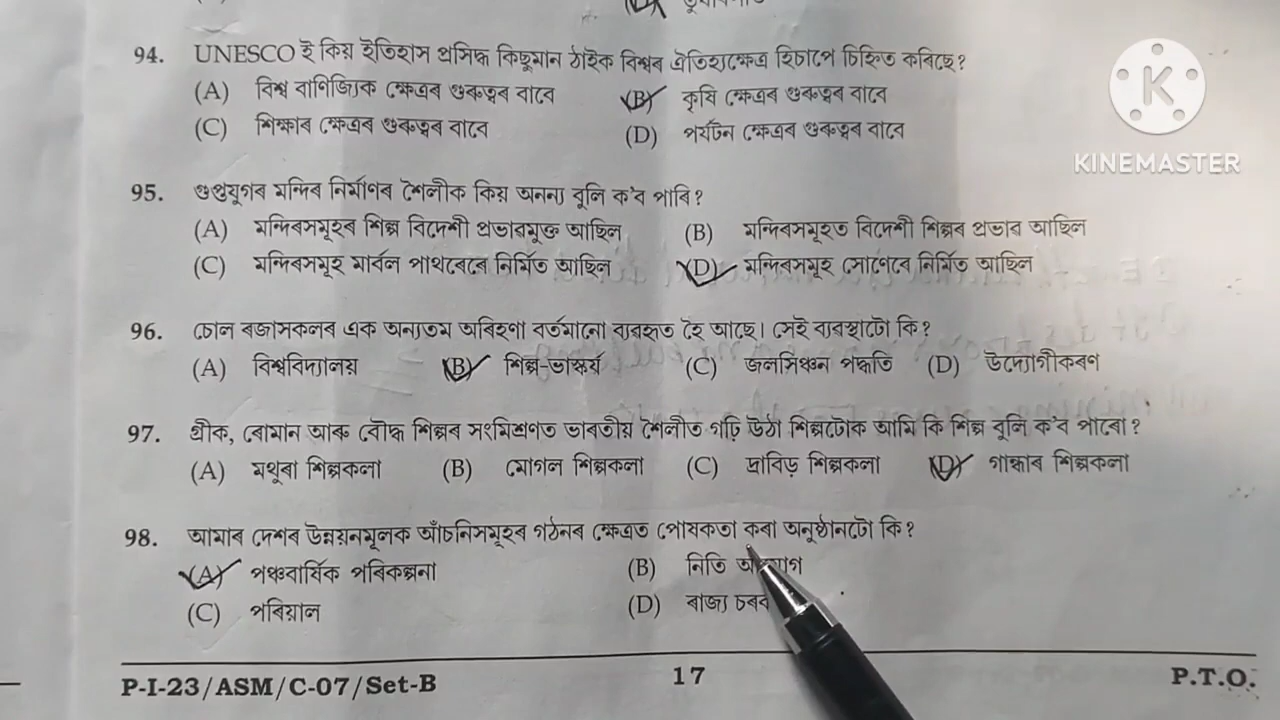 94. UNESCO ই কিয় ইতিহাস প্ৰসিদ্ধ কিছুমান ঠাইক বিশ্বৰ ঐতিহ্যক্ষেত্ৰ হিচাপে চিহ্নিত কৰিছে?
(A) বিশ্ব বাণিজ্যিক ক্ষেত্ৰৰ গুৰুত্বৰ বাবে (B) কৃষি ক্ষেত্ৰৰ গুৰুত্বৰ বাবে
(C) শিক্ষাৰ ক্ষেত্ৰৰ গুৰুত্বৰ বাবে (D) পৰ্যটন ক্ষেত্ৰৰ গুৰুত্বৰ বাবে
KINEMASTER
95. গুপ্তযুগৰ মন্দিৰ নিৰ্মাণৰ শৈলীক কিয় অনন্য বুলি ক'ব পাৰি?
(A) মন্দিৰসমূহৰ শিল্প বিদেশী প্ৰভাৱমুক্ত আছিল (B) মন্দিৰসমূহত বিদেশী শিল্পৰ প্ৰভাৱ আছিল
(C) মন্দিৰসমূহ মাৰ্বল পাথৰেৰে নিৰ্মিত আছিল (D) মন্দিৰসমূহ সোণেৰে নিৰ্মিত আছিল
96. চোল ৰজাসকলৰ এক অন্যতম অৰিহণা বৰ্তমানো ব্যৱহৃত হৈ আছে। সেই ব্যৱস্থাটো কি?
(A) বিশ্ববিদ্যালয় (B) শিল্প-ভাস্কৰ্য (C) জলসিঞ্চন পদ্ধতি (D) উদ্যোগীকৰণ
97. গ্ৰীক, ৰোমান আৰু বৌদ্ধ শিল্পৰ সংমিশ্ৰণত ভাৰতীয় শৈলীত গঢ়ি উঠা শিল্পটোক আমি কি শিল্প বুলি ক'ব পাৰো?
(A) মথুৰা শিল্পকলা (B) মোগল শিল্পকলা (C) দ্ৰাবিড় শিল্পকলা (D) গান্ধাৰ শিল্পকলা
98. আমাৰ দেশৰ উন্নয়নমূলক আঁচনিসমূহৰ গঠনৰ ক্ষেত্ৰত পোষকতা কৰা অনুষ্ঠানটো কি?
(A) পঞ্চবাৰ্ষিক পৰিকল্পনা (B) নিতি
(C) পৰিয়াল (D) ৰাজ্য
P-I-23/ASM/C-07/Set-B 17 P.T.O.